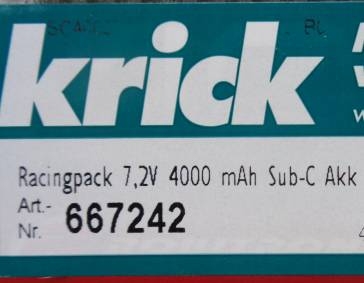 krick
Racingpack 7,2V 4000 mAh Sub-C Akk
Art.-
Nr. 667242